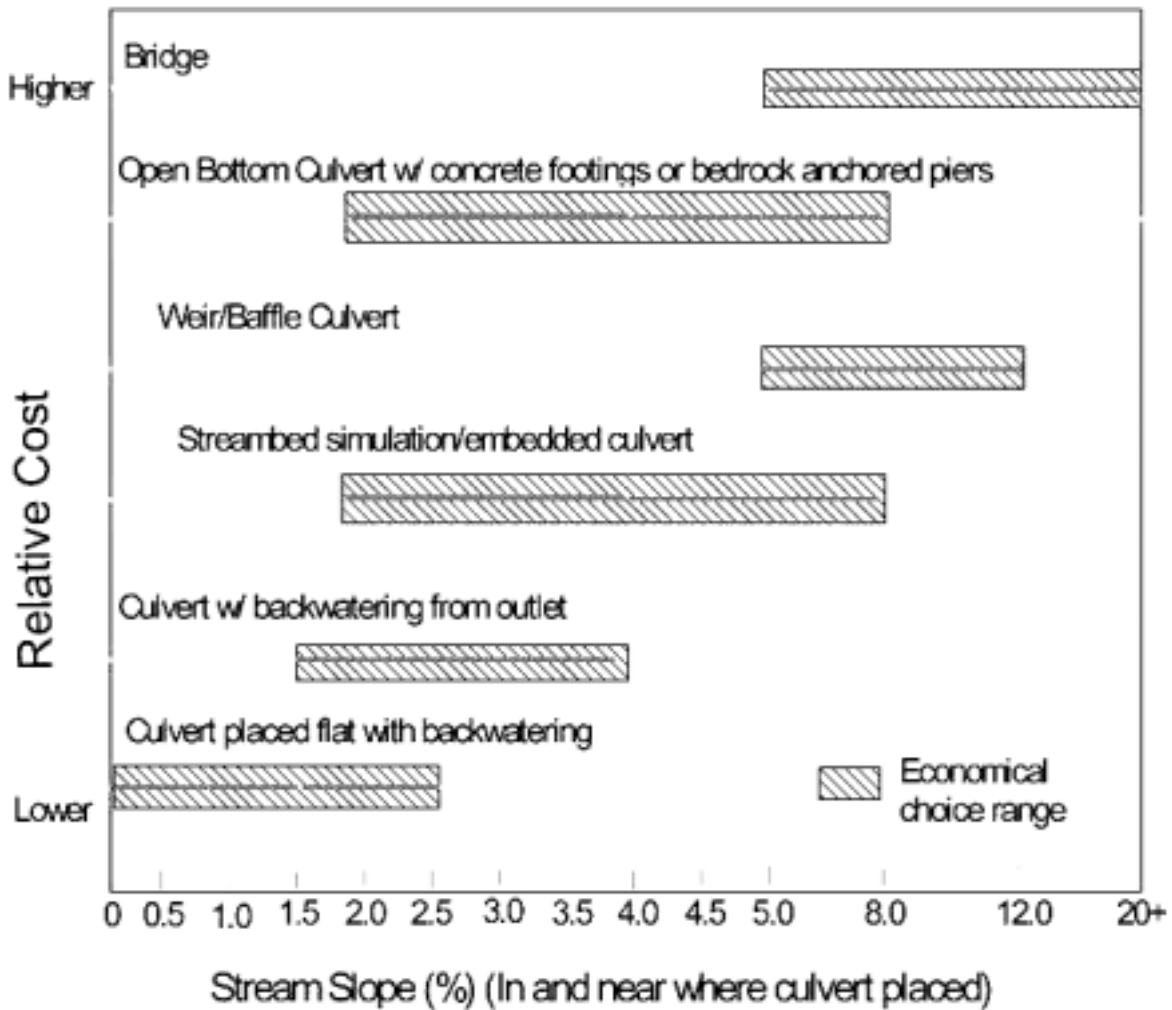 Bridge
Higher
Open Bottom Culvert w/ concrete footings or bedrock anchored piers
Weir/Baffle Culvert
Streambed simulation/embedded culvert
Relative Cost
Culvert w/ backwatering from outlet
Culvert placed flat with backwatering
Economical
choice range
Lower
0 0.5 1.0 1.5 2.0 2.5 3.0 3.5 4.0 4.5 5.0 8.0 12.0 20+
Stream Slope (%) (In and near where culvert placed)